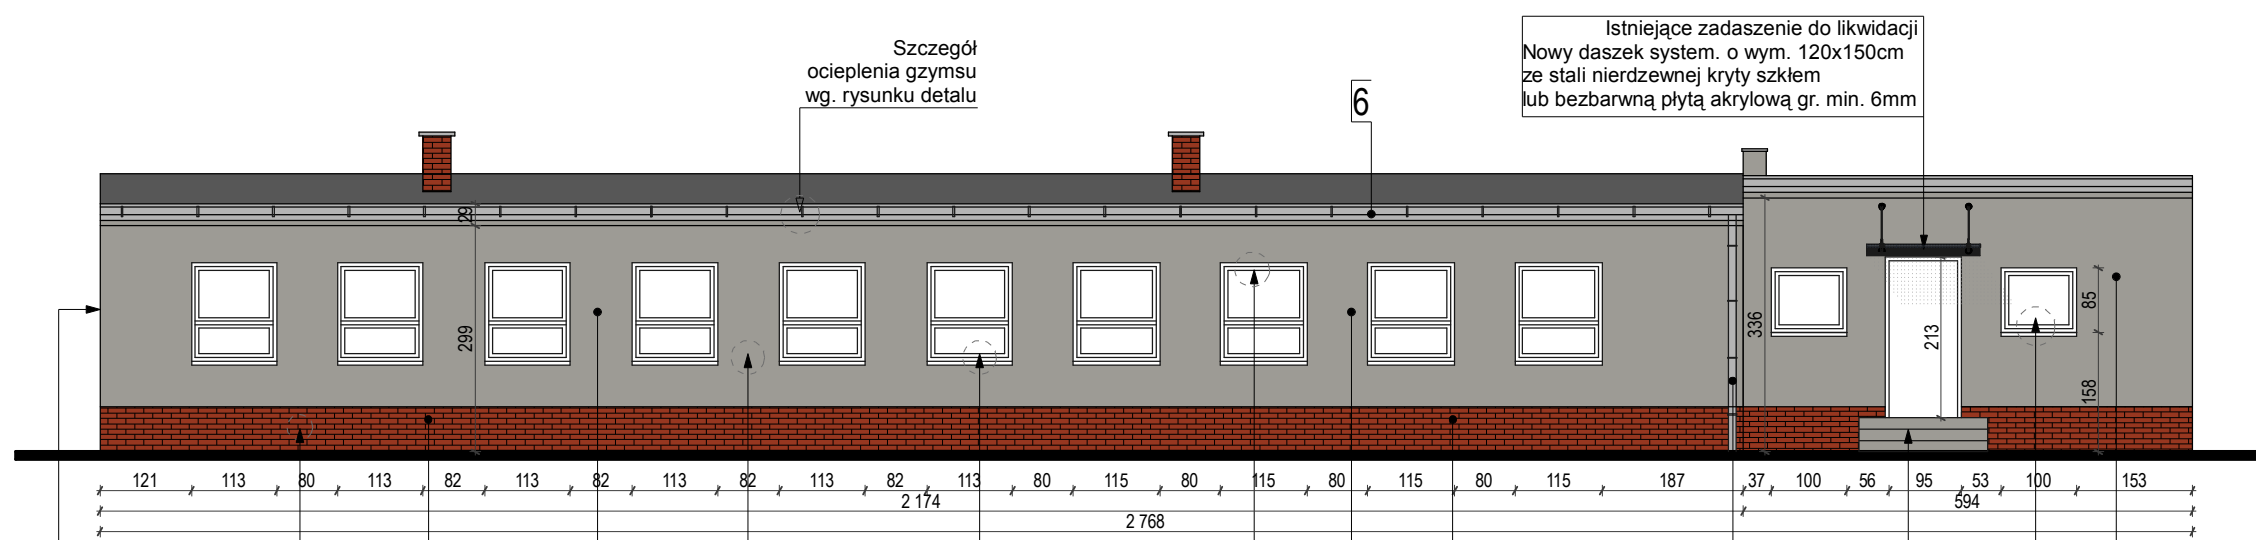 Szczegół
ocieplenia gzymsu
wg. rysunku detalu
6
Istniejące zadaszenie do likwidacji
Nowy daszek system. o wym. 120x150cm
ze stali nierdzewnej kryty szkłem
lub bezbarwną płytą akrylową gr. min. 6mm
29
299
336
213
85
158
121 113 80 113 82 113 82 113 82 113 82 113 80 115 80 115 80 115 80 115 187 37 100 56 95 53 100 153
2 174 594
2 768